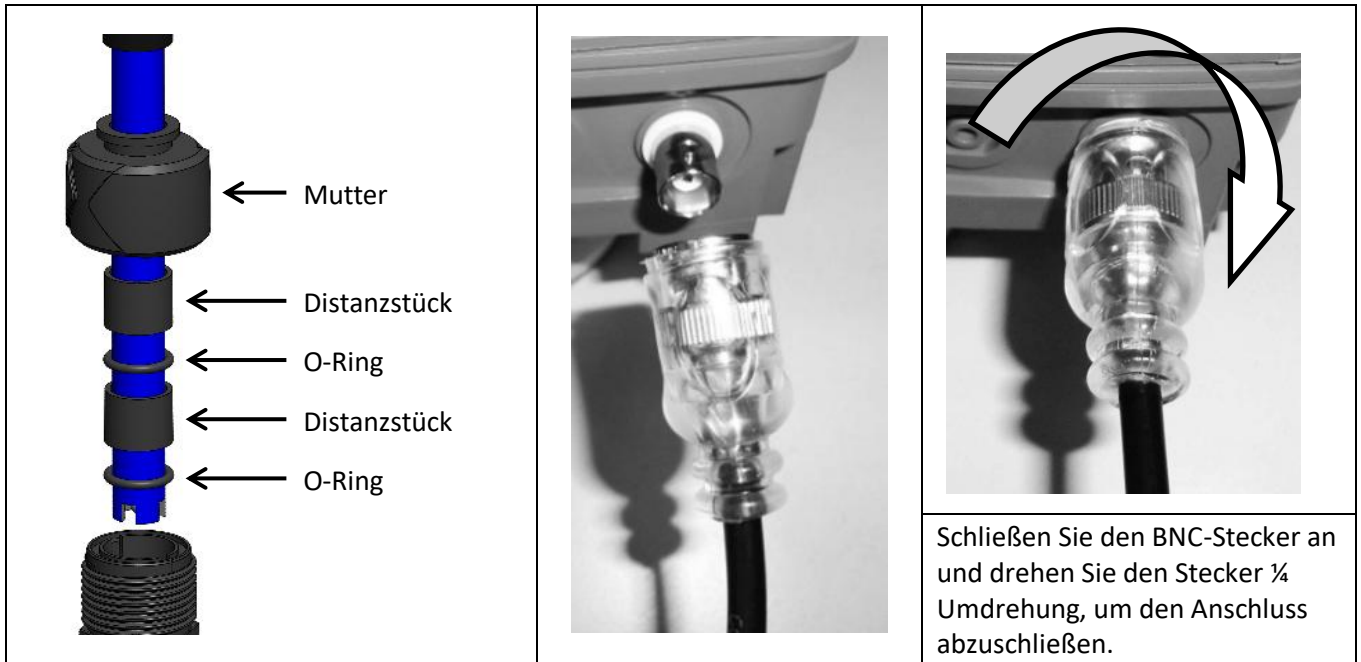 Mutter
Distanzstück
O-Ring
Distanzstück
O-Ring
Schließen Sie den BNC-Stecker an
und drehen Sie den Stecker ¼
Umdrehung, um den Anschluss
abzuschließen.